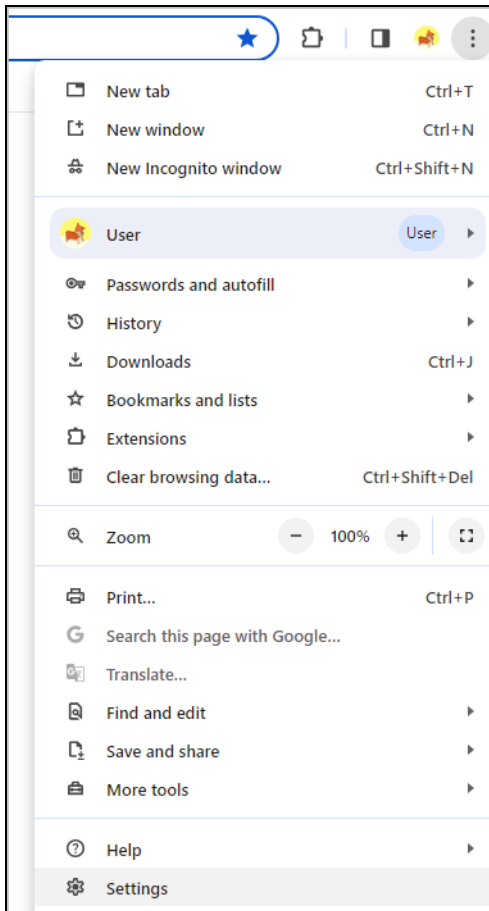 New tab Ctrl+T
New window Ctrl+N
New Incognito window Ctrl+Shift+N
User User
Passwords and autofill
History
Downloads Ctrl+J
Bookmarks and lists
Extensions
Clear browsing data... Ctrl+Shift+Del
Zoom − 100% +
Print... Ctrl+P
G Search this page with Google...
Translate...
Find and edit
Save and share
More tools
Help
Settings